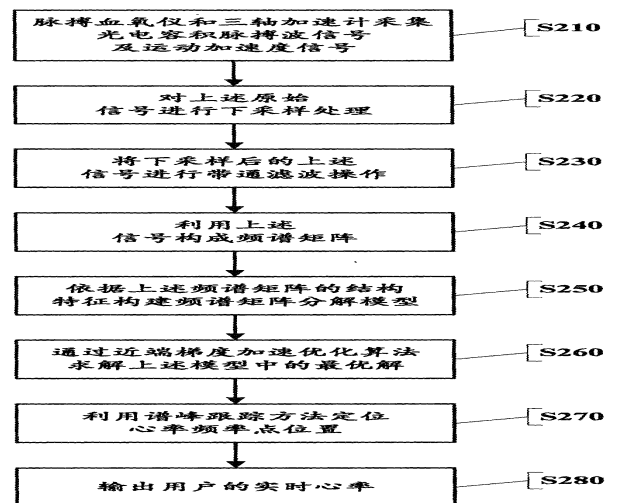 脉搏血氧仪和三轴加速计采集
光电容积脉搏波信号
及运动加速度信号
S210
对上述原始
信号进行下采样处理
S220
将下采样后的上述
信号进行带通滤波操作
S230
利用上述
信号构成频谱矩阵
S240
依据上述频谱矩阵的结构
特征构建频谱矩阵分解模型
S250
通过近端梯度加速优化算法
求解上述模型中的最优解
S260
利用谱峰跟踪方法定位
心率频率点位置
S270
输出用户的实时心率
S280